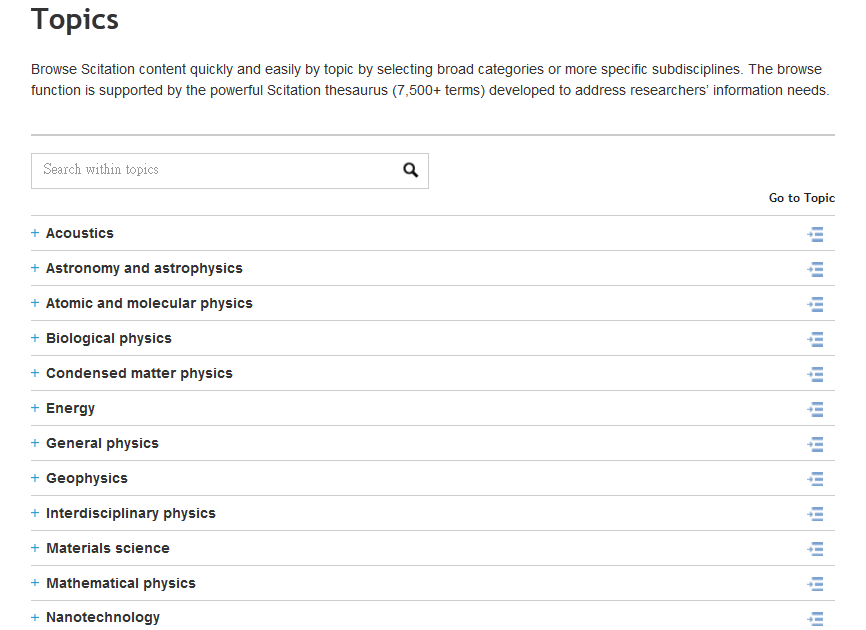 Topics
Browse Scitation content quickly and easily by topic by selecting broad categories or more specific subdisciplines. The browse
function is supported by the powerful Scitation thesaurus (7,500+ terms) developed to address researchers’ information needs.
Search within topics
Go to Topic
+ Acoustics
+ Astronomy and astrophysics
+ Atomic and molecular physics
+ Biological physics
+ Condensed matter physics
+ Energy
+ General physics
+ Geophysics
+ Interdisciplinary physics
+ Materials science
+ Mathematical physics
+ Nanotechnology